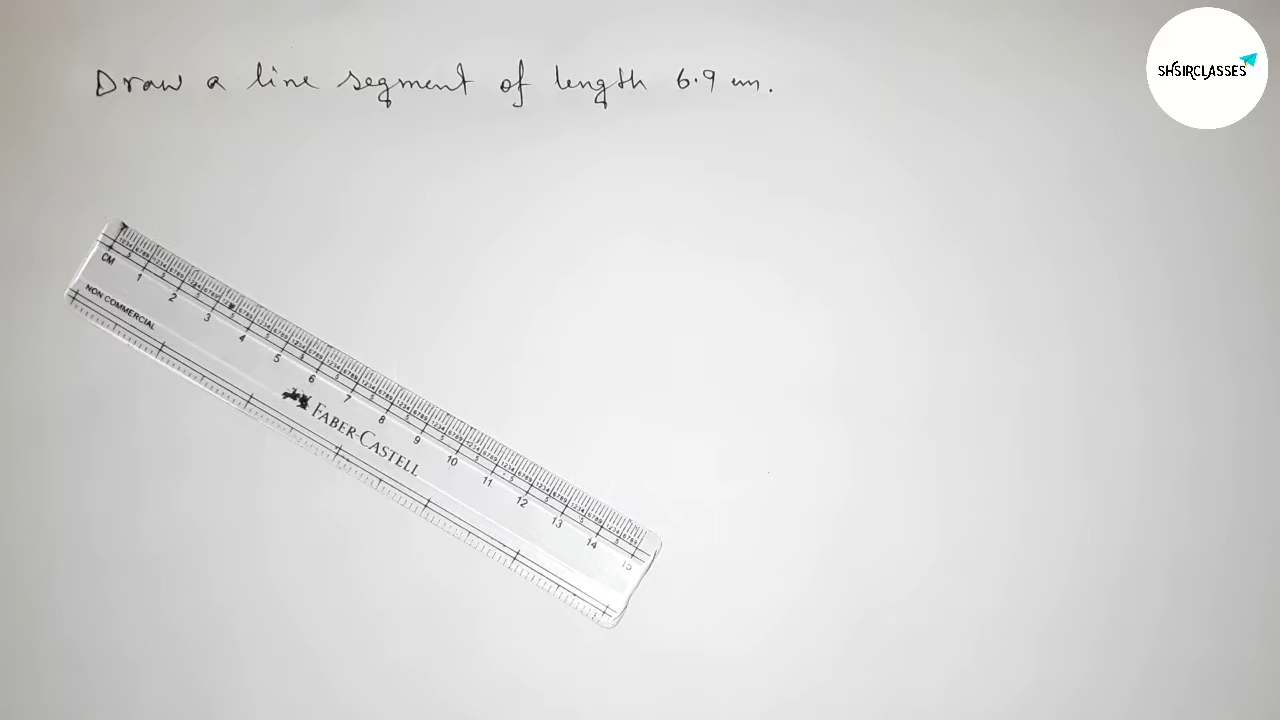 Draw a line segment of length 6.9 cm.
SHSIRCLASSES
CM 1 2 3 4 5 6 7 8 9 10 11 12 13 14 15
NON COMMERCIAL
FABER-CASTELL